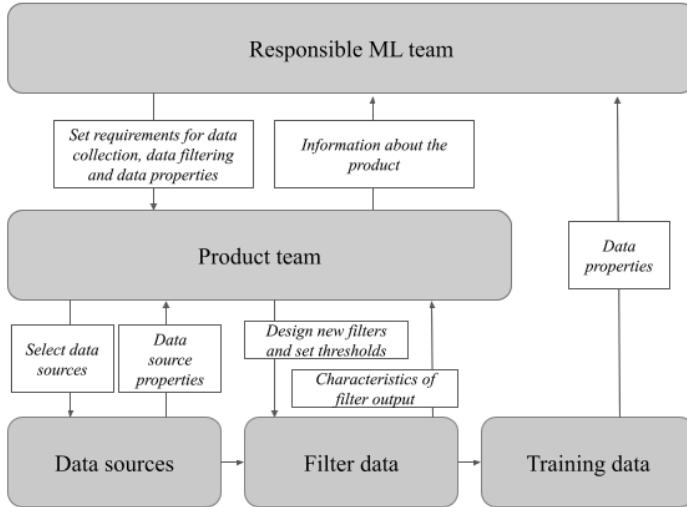 Responsible ML team
Set requirements for data
collection, data filtering
and data properties
Information about the
product
Data
properties
Product team
Select data
sources
Data
source
properties
Design new filters
and set thresholds
Characteristics of
filter output
Data sources
Filter data
Training data